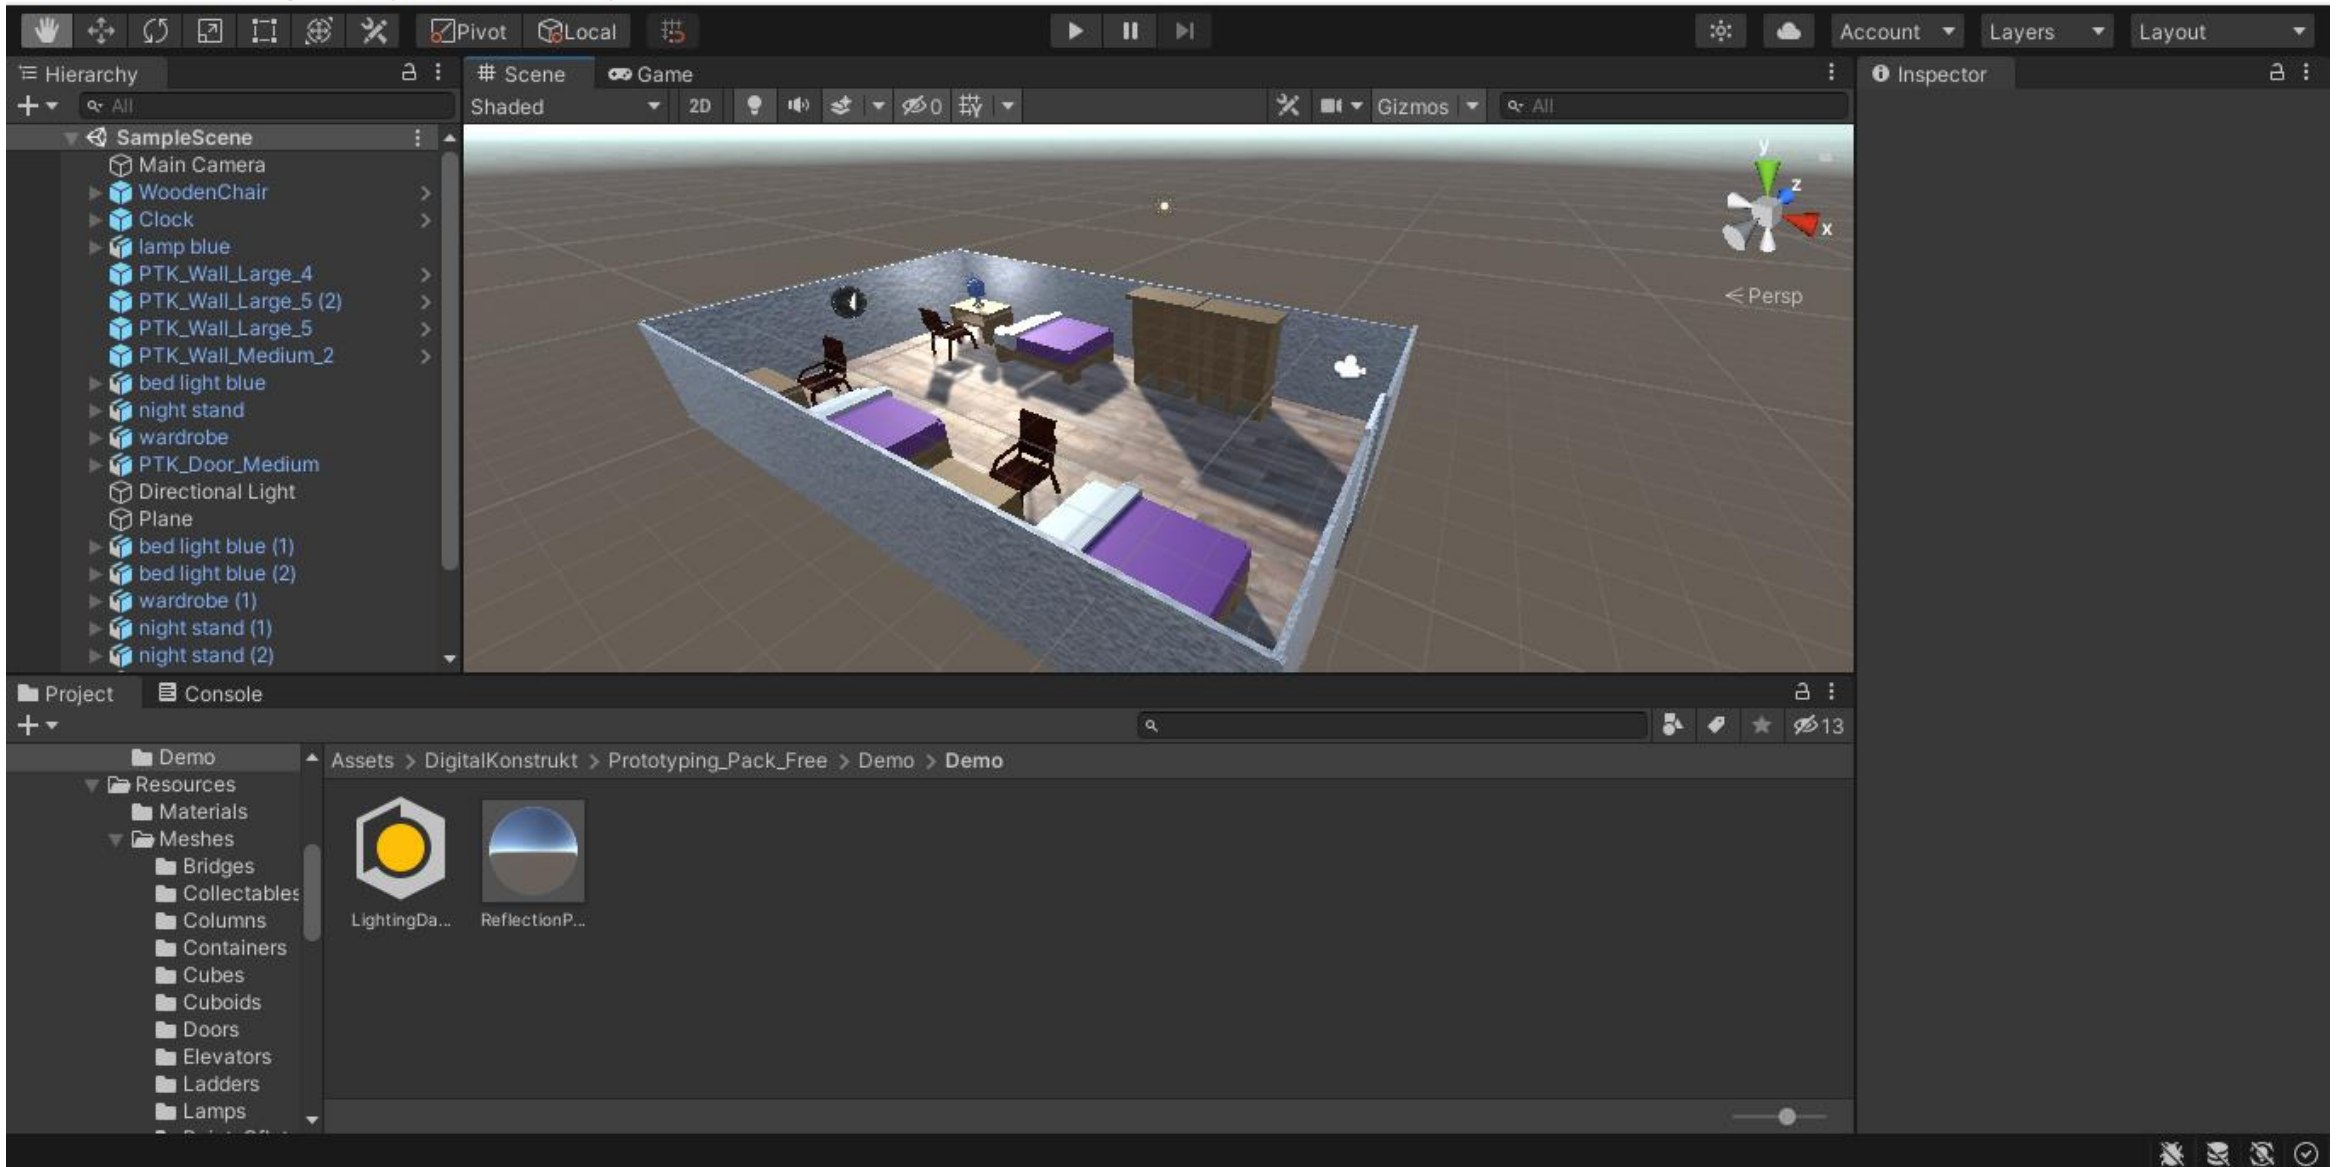 Pivot Local Account Layers Layout
Hierarchy
All
SampleScene
Main Camera
WoodenChair
Clock
lamp blue
PTK_Wall_Large_4
PTK_Wall_Large_5 (2)
PTK_Wall_Large_5
PTK_Wall_Medium_2
bed light blue
night stand
wardrobe
PTK_Door_Medium
Directional Light
Plane
bed light blue (1)
bed light blue (2)
wardrobe (1)
night stand (1)
night stand (2)
Scene Game
Shaded 2D 0 Gizmos All
y
z
x
< Persp
Inspector
Project Console
13
Demo
Resources
Materials
Meshes
Bridges
Collectables
Columns
Containers
Cubes
Cuboids
Doors
Elevators
Ladders
Lamps
Assets > DigitalKonstrukt > Prototyping_Pack_Free > Demo > Demo
LightingDa... ReflectionP...